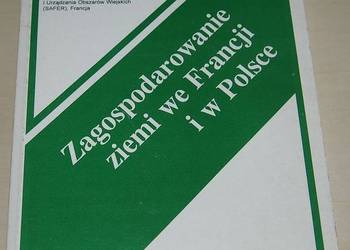 i Urządzania Obszarów Wiejskich
(SAFER), Francja
Zagospodarowanie
ziemi we Francji
i w Polsce